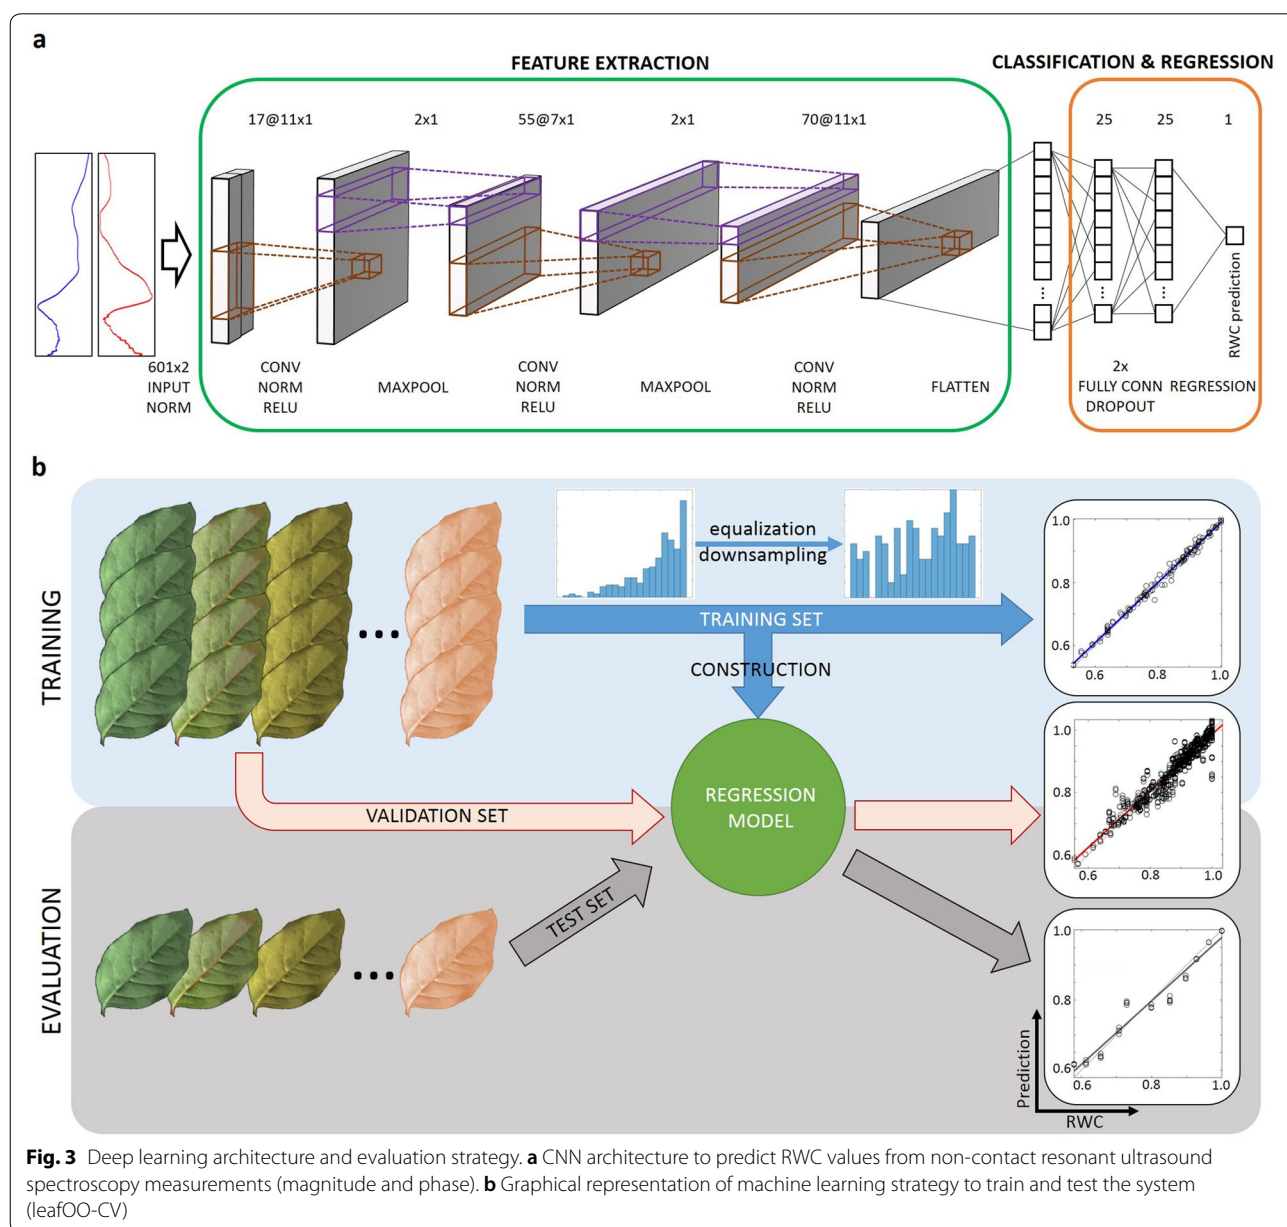 a
FEATURE EXTRACTION
CLASSIFICATION & REGRESSION
17@11x1
2x1
55@7x1
2x1
70@11x1
25
25
1
RWC prediction
601x2
INPUT
NORM
CONV
NORM
RELU
MAXPOOL
CONV
NORM
RELU
MAXPOOL
CONV
NORM
RELU
FLATTEN
2x
FULLY CONN
DROPOUT
REGRESSION
b
TRAINING
equalization
downsampling
TRAINING SET
CONSTRUCTION
1.0
0.8
0.6
0.6
0.8
1.0
REGRESSION
MODEL
VALIDATION SET
1.0
0.8
0.6
0.6
0.8
1.0
EVALUATION
TEST SET
1.0
0.8
0.6
0.6
0.8
1.0
Prediction
RWC
Fig. 3 Deep learning architecture and evaluation strategy. a CNN architecture to predict RWC values from non-contact resonant ultrasound
spectroscopy measurements (magnitude and phase). b Graphical representation of machine learning strategy to train and test the system
(leafOO-CV)